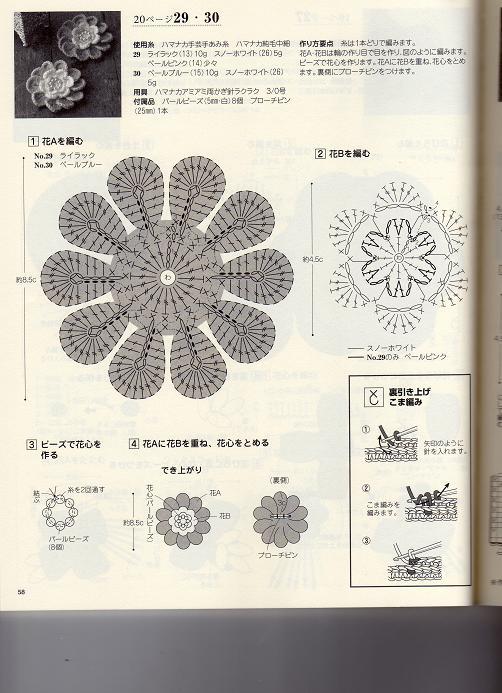 20ページ29・30
使用糸 ハマナカ手芸手あみ糸 ハマナカ純毛中細
29 ライラック(13)10g スノーホワイト(26)5g
ペールピンク(14)少々
30 ペールブルー(15)10g スノーホワイト(26)
5g
用具 ハマナカアミアミ両かぎ針ラクラク 3/0号
付属品 パールビーズ(5mm・白)8個 ブローチピン
(25mm)1本
作り方要点 糸は1本どりで編みます。
花A・花Bは輪の作り目で目を作り、図のように編みます。
ビーズで花心を作ります。花Aに花Bを重ね、花心をとめ
ます。裏側にブローチピンをつけます。
1 花Aを編む
No.29 ライラック
No.30 ペールブルー
約8.5c
わ
2 花Bを編む
約4.5c
スノーホワイト
No.29のみ ペールピンク
裏引き上げ
こま編み
①
矢印のように
針を入れます。
②
こま編みを
編みます。
③
3 ビーズで花心を
作る
糸を2回通す
結ぶ
パールビーズ
(8個)
4 花Aに花Bを重ね、花心をとめる
でき上がり
花心(パールビーズ)
花A
花B
約8.5c
(裏側)
ブローチピン
58